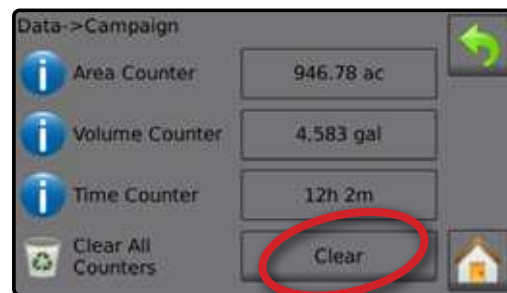 Data->Campaign
Area Counter 946.78 ac
Volume Counter 4,583 gal
Time Counter 12h 2m
Clear All
Counters
Clear